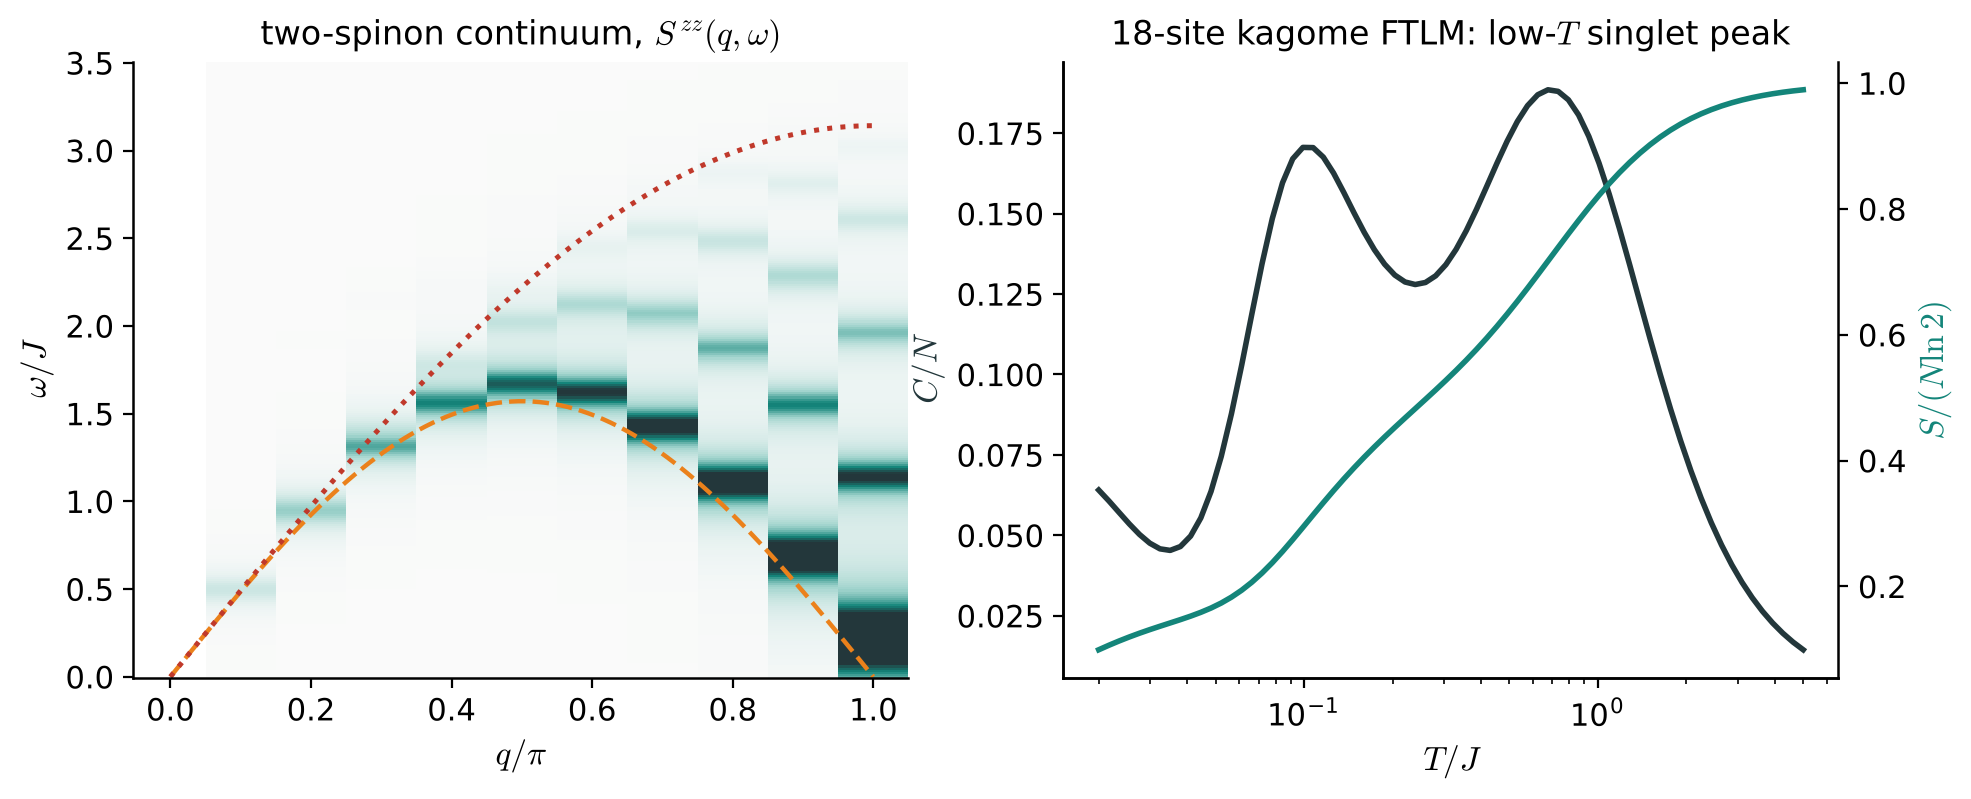 two-spinon continuum, S^{zz}(q, ω)
3.5
3.0
2.5
2.0
1.5
1.0
0.5
0.0
ω/J
0.0 0.2 0.4 0.6 0.8 1.0
q/π
18-site kagome FTLM: low-T singlet peak
0.175
0.150
0.125
0.100
0.075
0.050
0.025
C/N
10⁻¹ 10⁰
T/J
1.0
0.8
0.6
0.4
0.2
S/(N ln 2)